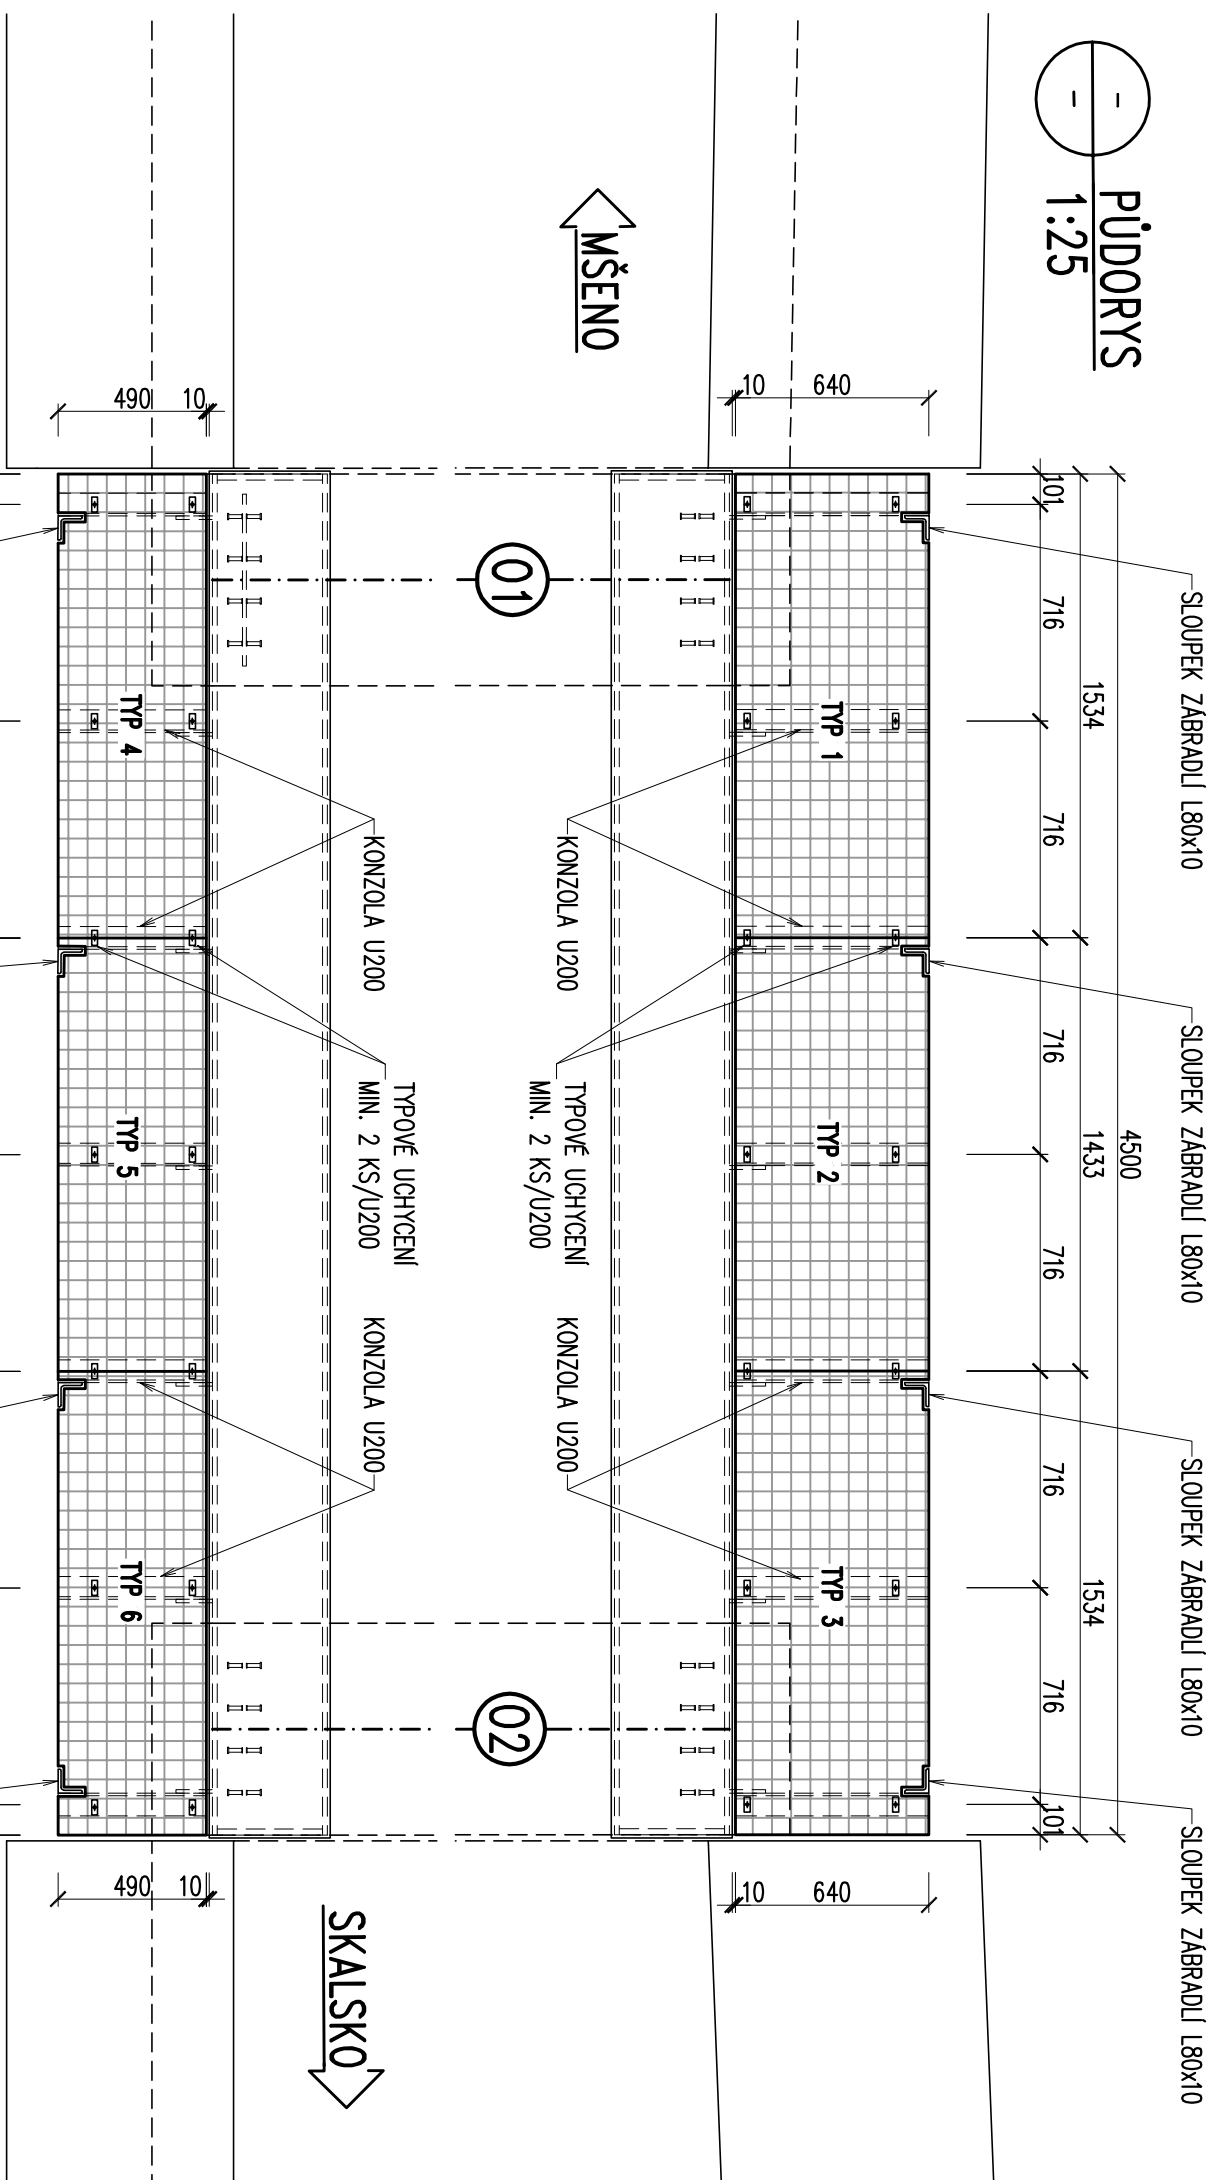 PŮDORYS
1:25
-
-
SLOUPEK ZÁBRADLÍ L80x10
SLOUPEK ZÁBRADLÍ L80x10
SLOUPEK ZÁBRADLÍ L80x10
SLOUPEK ZÁBRADLÍ L80x10
4500
1534
1433
1534
101
716
716
716
716
716
716
101
640
10
640
10
TYP 1
TYP 2
TYP 3
MŠENO
01
02
KONZOLA U200
TYPOVÉ UCHYCENÍ
MIN. 2 KS/U200
KONZOLA U200
KONZOLA U200
TYPOVÉ UCHYCENÍ
MIN. 2 KS/U200
KONZOLA U200
SKALSKO
10
490
10
490
TYP 4
TYP 5
TYP 6